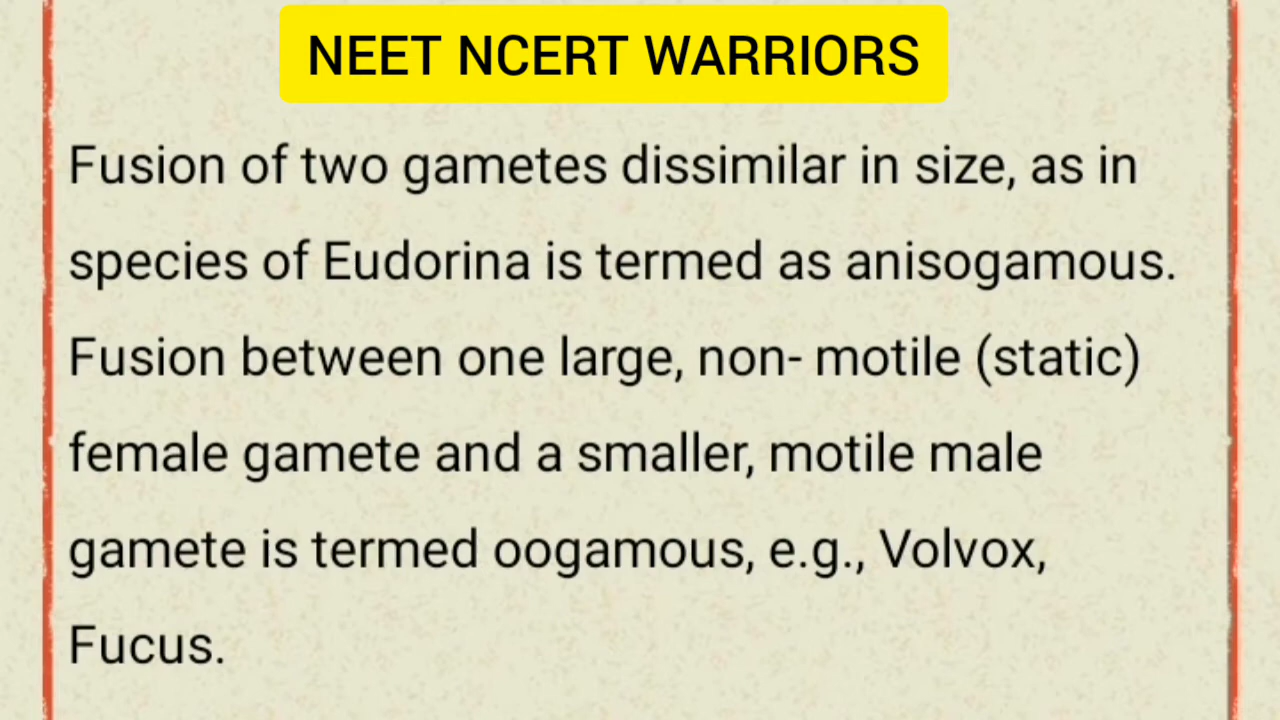 NEET NCERT WARRIORS
Fusion of two gametes dissimilar in size, as in
species of Eudorina is termed as anisogamous.
Fusion between one large, non- motile (static)
female gamete and a smaller, motile male
gamete is termed oogamous, e.g., Volvox,
Fucus.